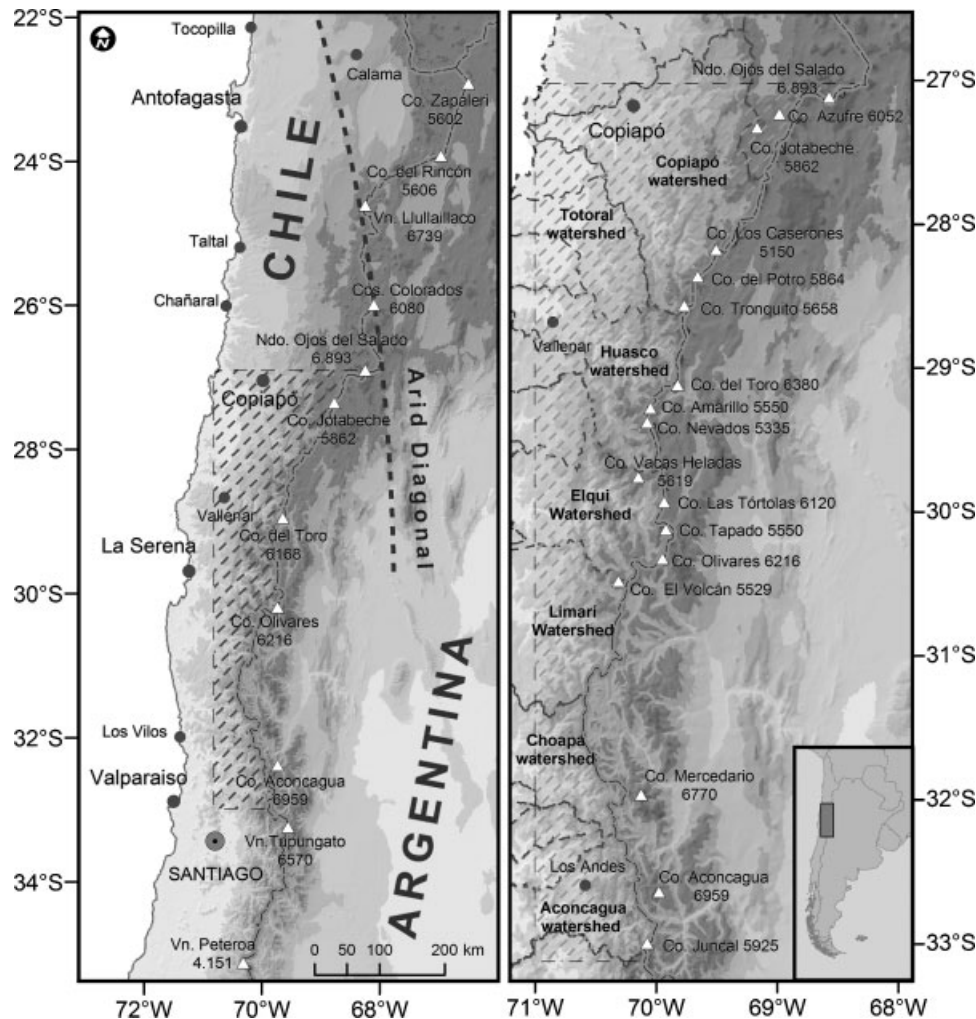 22°S
24°S
26°S
28°S
30°S
32°S
34°S
72°W
70°W
68°W
N
Tocopilla
Calama
Co. Zapaleri
5602
Antofagasta
CHILE
Co. del Rincón
5606
Vn. Llullaillaco
6739
Taltal
Chañaral
Cos. Colorados
6080
Ndo. Ojos del Salado
6.893
Copiapó
Co. Jotabeche
5862
Arid Diagonal
Vallenar
Co. del Toro
6168
La Serena
Co. Olivares
6216
ARGENTINA
Los Vilos
Valparaiso
Co. Aconcagua
6959
Vn. Tupungato
6570
SANTIAGO
Vn. Peteroa
4.151
0 50 100 200 km
27°S
28°S
29°S
30°S
31°S
32°S
33°S
71°W
70°W
69°W
68°W
Ndo. Ojos del Salado
6.893
Co. Azufre 6052
Copiapó
Co. Jotabeche
5862
Copiapó
watershed
Totoral
watershed
Co. Los Caserones
5150
Co. del Potro 5864
Co. Tronquito 5658
Vallenar
Huasco
watershed
Co. del Toro 6380
Co. Amarillo 5550
Co. Nevados 5335
Co. Vacas Heladas
5619
Elqui
Watershed
Co. Las Tórtolas 6120
Co. Tapado 5550
Co. Olivares 6216
Co. El Volcán 5529
Limari
Watershed
Choapa
watershed
Co. Mercedario
6770
Los Andes
Co. Aconcagua
6959
Aconcagua
watershed
Co. Juncal 5925